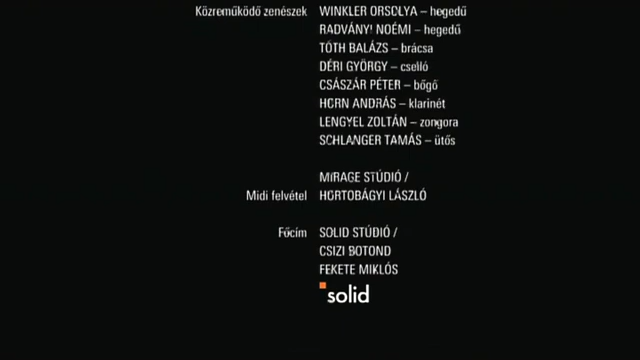 Közreműködő zenészek WINKLER ORSOLYA – hegedű
RADVÁNYI NOÉMI – hegedű
TÓTH BALÁZS – brácsa
DÉRI GYÖRGY – cselló
CSÁSZÁR PÉTER – bőgő
HORN ANDRÁS – klarinét
LENGYEL ZOLTÁN – zongora
SCHLANGER TAMÁS – ütős
MIRAGE STÚDIÓ /
Midi felvétel HORTOBÁGYI LÁSZLÓ
Főcím SOLID STÚDIÓ /
CSIZI BOTOND
FEKETE MIKLÓS
solid